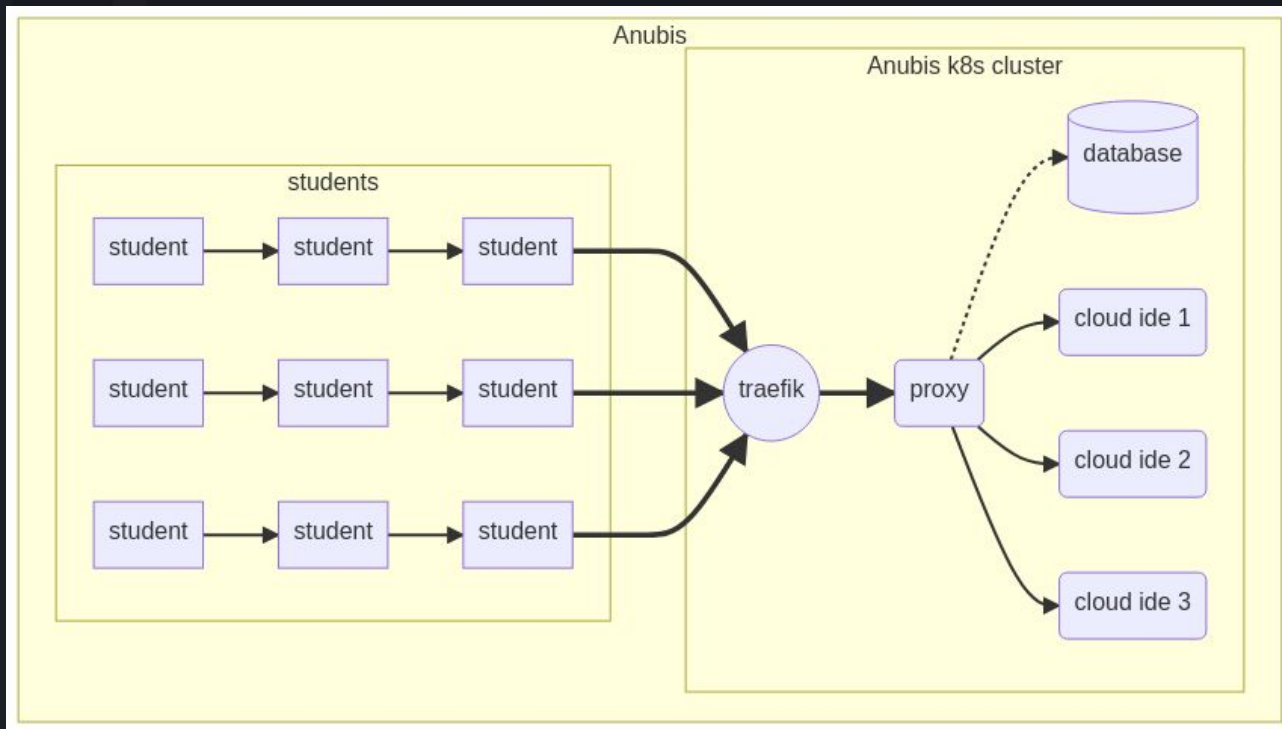 Anubis
Anubis k8s cluster
students
student
student
student
student
student
student
student
student
student
traefik
proxy
database
cloud ide 1
cloud ide 2
cloud ide 3